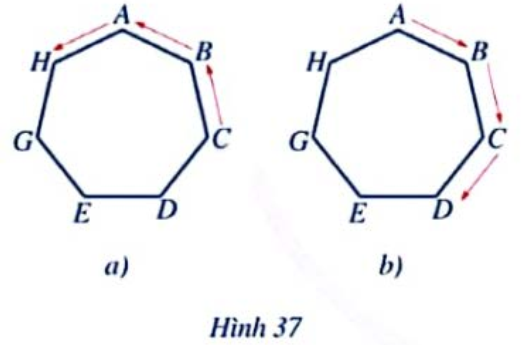 A A
H B H B
G C G C
E D E D
a) b)
Hình 37